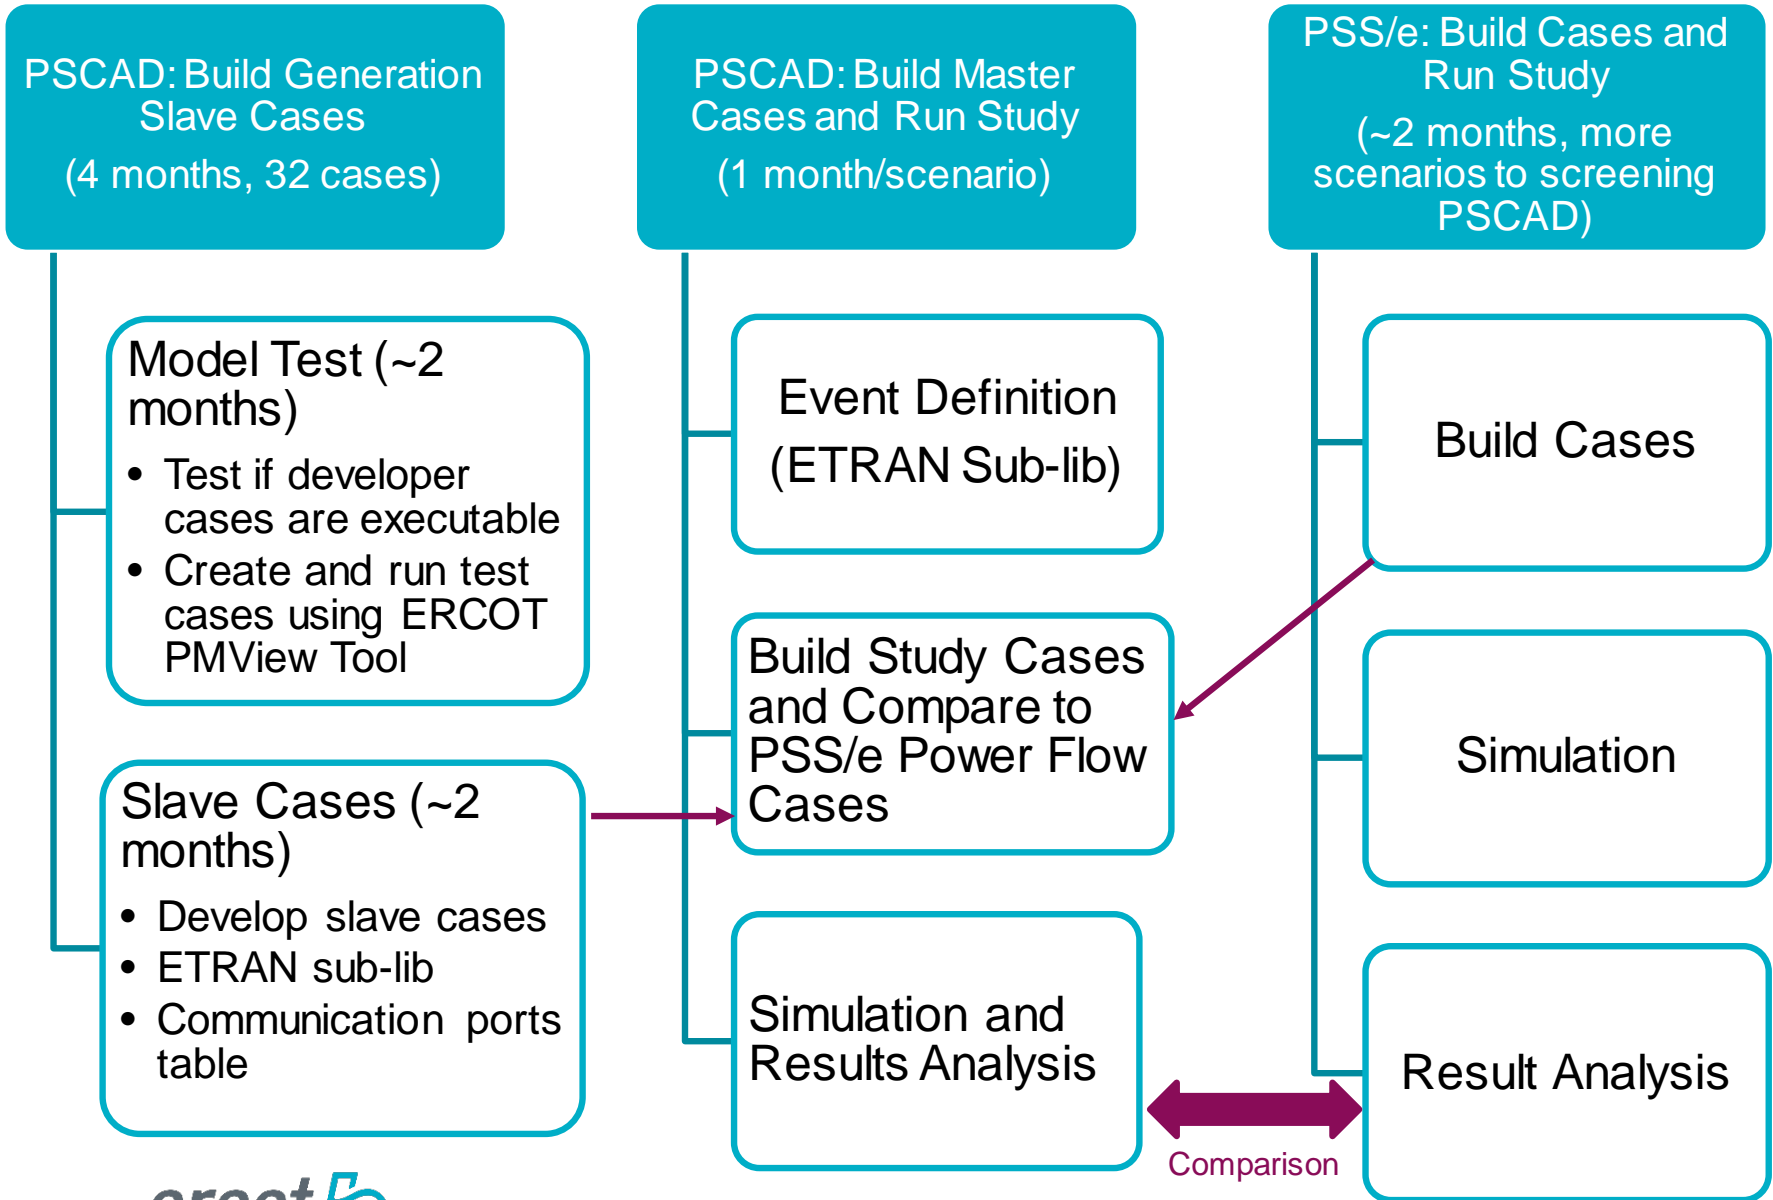 PSCAD: Build Generation
Slave Cases
(4 months, 32 cases)
Model Test (~2
months)
• Test if developer
cases are executable
• Create and run test
cases using ERCOT
PMView Tool
Slave Cases (~2
months)
• Develop slave cases
• ETRAN sub-lib
• Communication ports
table
PSCAD: Build Master
Cases and Run Study
(1 month/scenario)
Event Definition
(ETRAN Sub-lib)
Build Study Cases
and Compare to
PSS/e Power Flow
Cases
Simulation and
Results Analysis
PSS/e: Build Cases and
Run Study
(~2 months, more
scenarios to screening
PSCAD)
Build Cases
Simulation
Result Analysis
Comparison
ercot